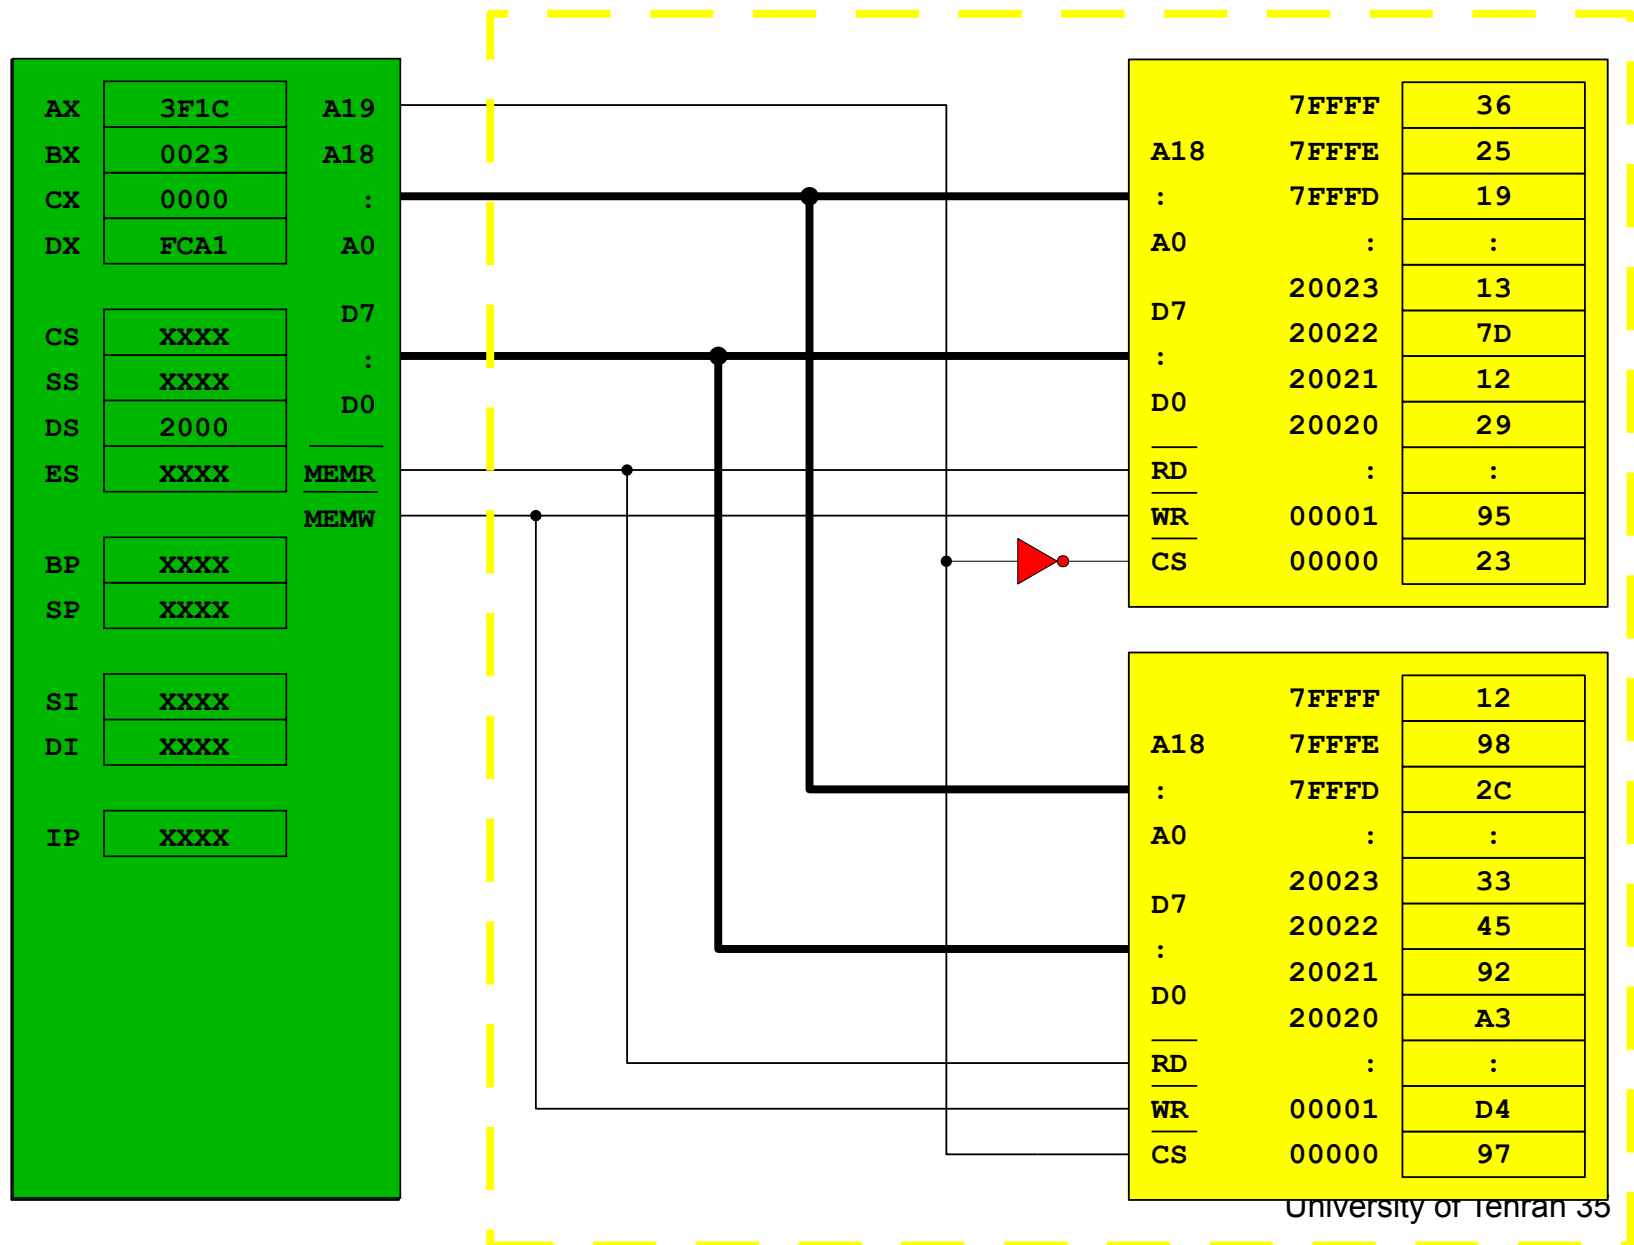 AX 3F1C A19
BX 0023 A18
CX 0000 :
DX FCA1 A0
D7
CS XXXX
:
SS XXXX
D0
DS 2000
ES XXXX MEMR
MEMW
BP XXXX
SP XXXX
SI XXXX
DI XXXX
IP XXXX
7FFFF 36
A18 7FFFE 25
: 7FFFD 19
A0 : :
20023 13
D7
20022 7D
:
20021 12
D0
20020 29
RD : :
WR 00001 95
CS 00000 23
7FFFF 12
A18 7FFFE 98
: 7FFFD 2C
A0 : :
20023 33
D7
20022 45
:
20021 92
D0
20020 A3
RD : :
WR 00001 D4
CS 00000 97
University of Tehran 35